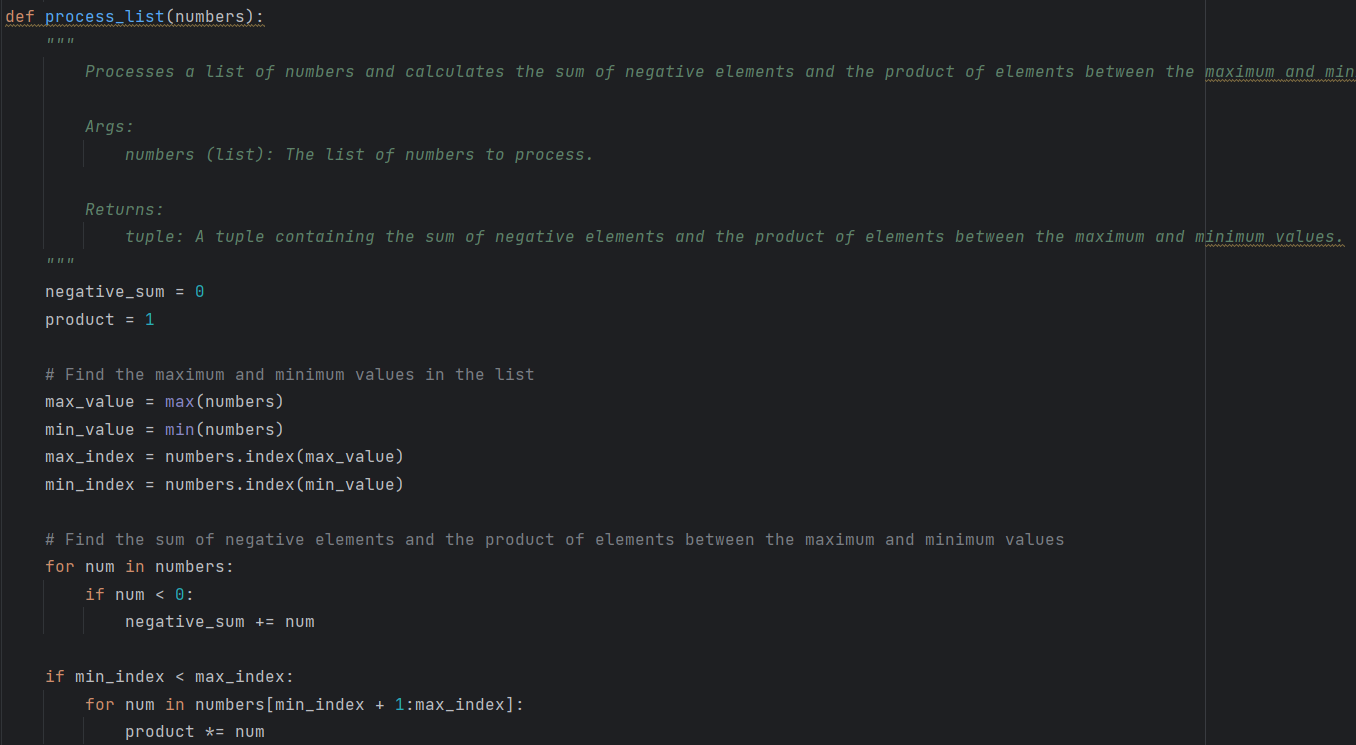 def process_list(numbers):
    """
        Processes a list of numbers and calculates the sum of negative elements and the product of elements between the maximum and

        Args:
            numbers (list): The list of numbers to process.

        Returns:
            tuple: A tuple containing the sum of negative elements and the product of elements between the maximum and minimum values.
    """
    negative_sum = 0
    product = 1

    # Find the maximum and minimum values in the list
    max_value = max(numbers)
    min_value = min(numbers)
    max_index = numbers.index(max_value)
    min_index = numbers.index(min_value)

    # Find the sum of negative elements and the product of elements between the maximum and minimum values
    for num in numbers:
        if num < 0:
            negative_sum += num

    if min_index < max_index:
        for num in numbers[min_index + 1:max_index]:
            product *= num